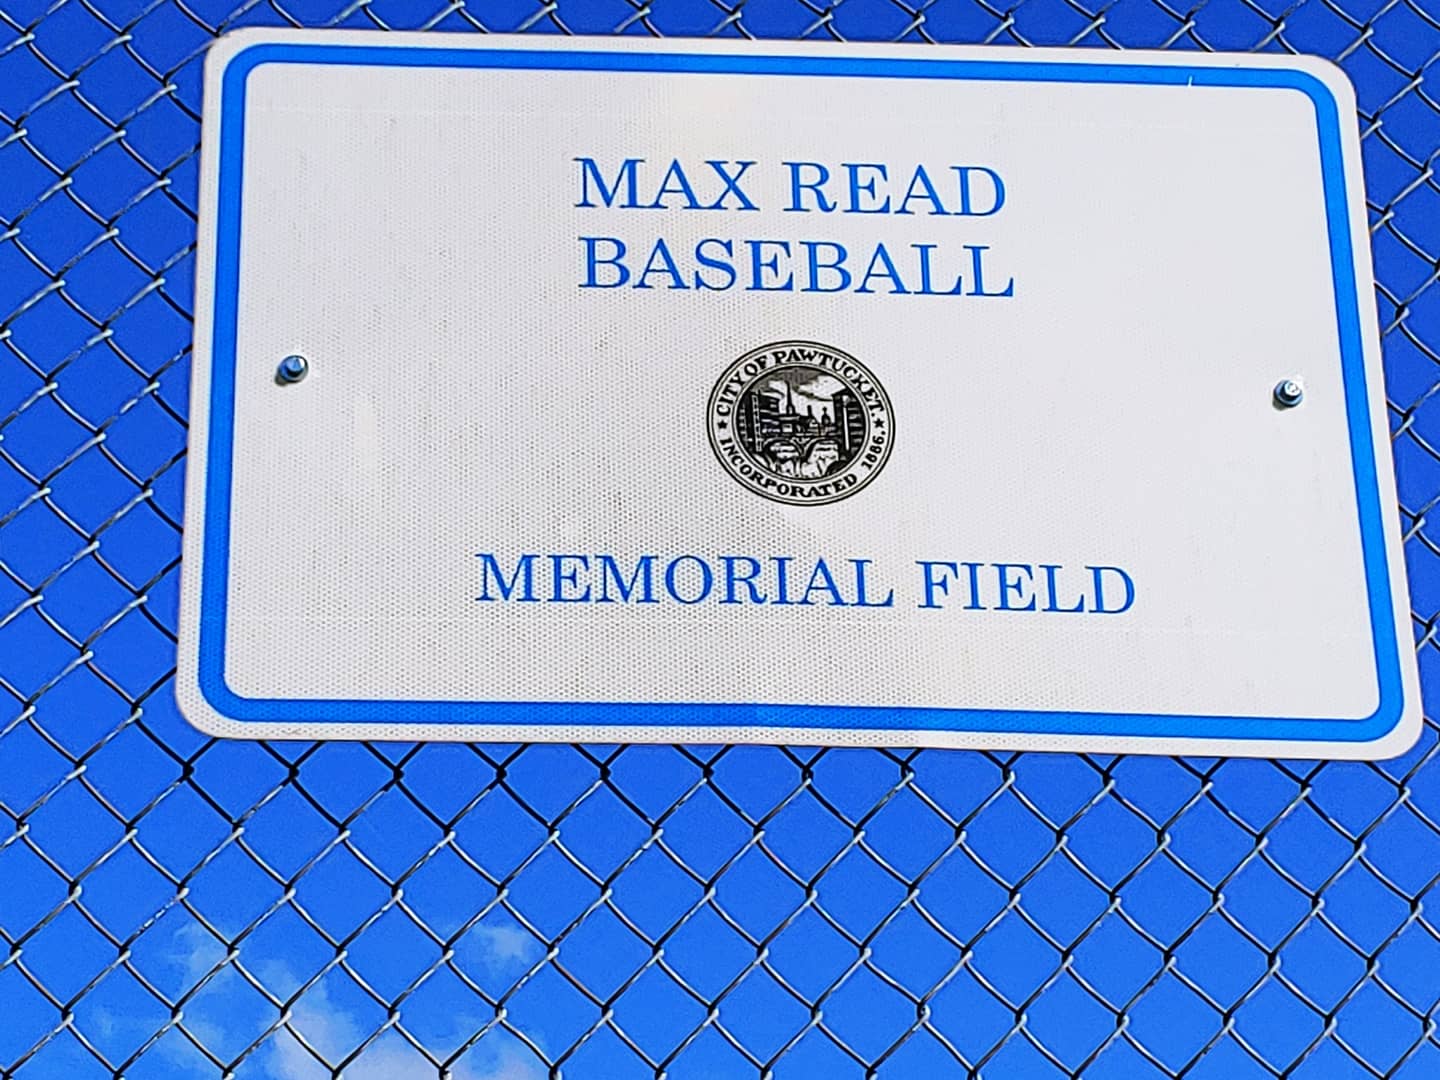 MAX READ
BASEBALL
CITY OF PAWTUCKET.
INCORPORATED 1886.
MEMORIAL FIELD